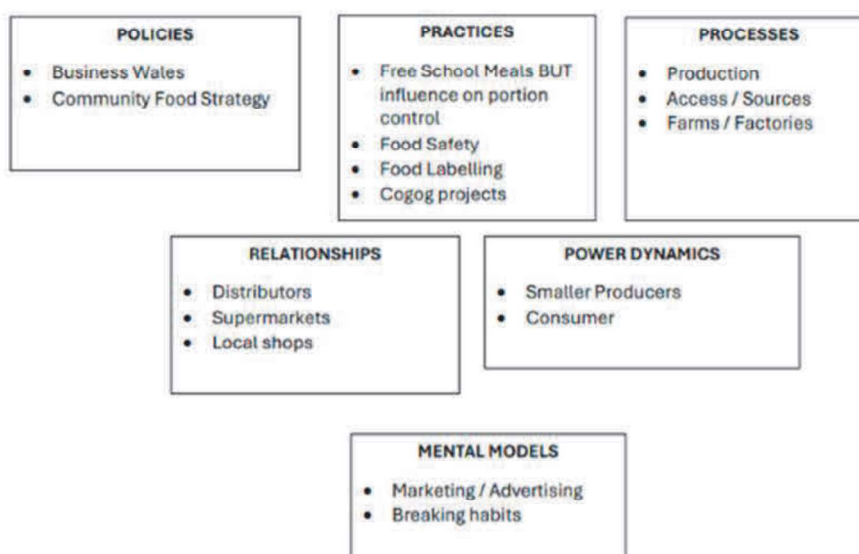 POLICIES
• Business Wales
• Community Food Strategy
PRACTICES
• Free School Meals BUT
influence on portion
control
• Food Safety
• Food Labelling
• Cogog projects
PROCESSES
• Production
• Access / Sources
• Farms / Factories
RELATIONSHIPS
• Distributors
• Supermarkets
• Local shops
POWER DYNAMICS
• Smaller Producers
• Consumer
MENTAL MODELS
• Marketing / Advertising
• Breaking habits